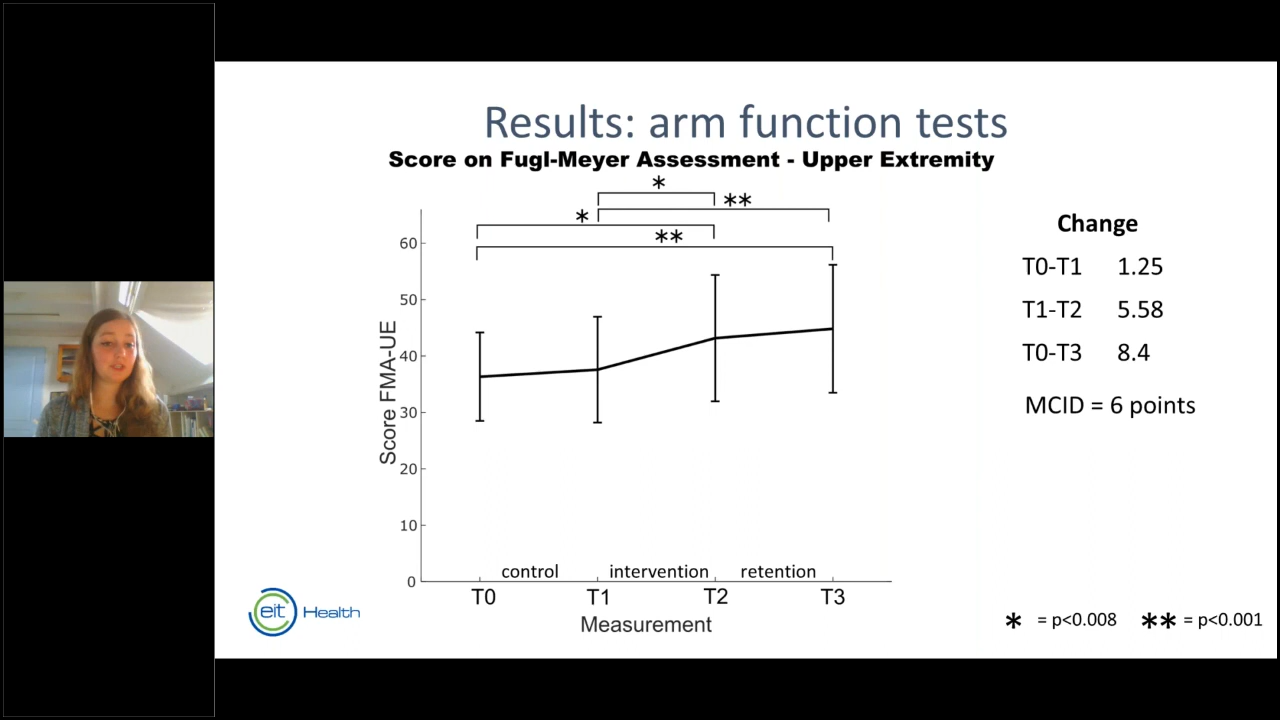 Results: arm function tests
Score on Fugl-Meyer Assessment - Upper Extremity
*
**
*
**
60
50
40
30
20
10
0
Score FMA-UE
control intervention retention
T0 T1 T2 T3
Measurement
Change
T0-T1 1.25
T1-T2 5.58
T0-T3 8.4
MCID = 6 points
eit Health
* = p<0.008 ** = p<0.001